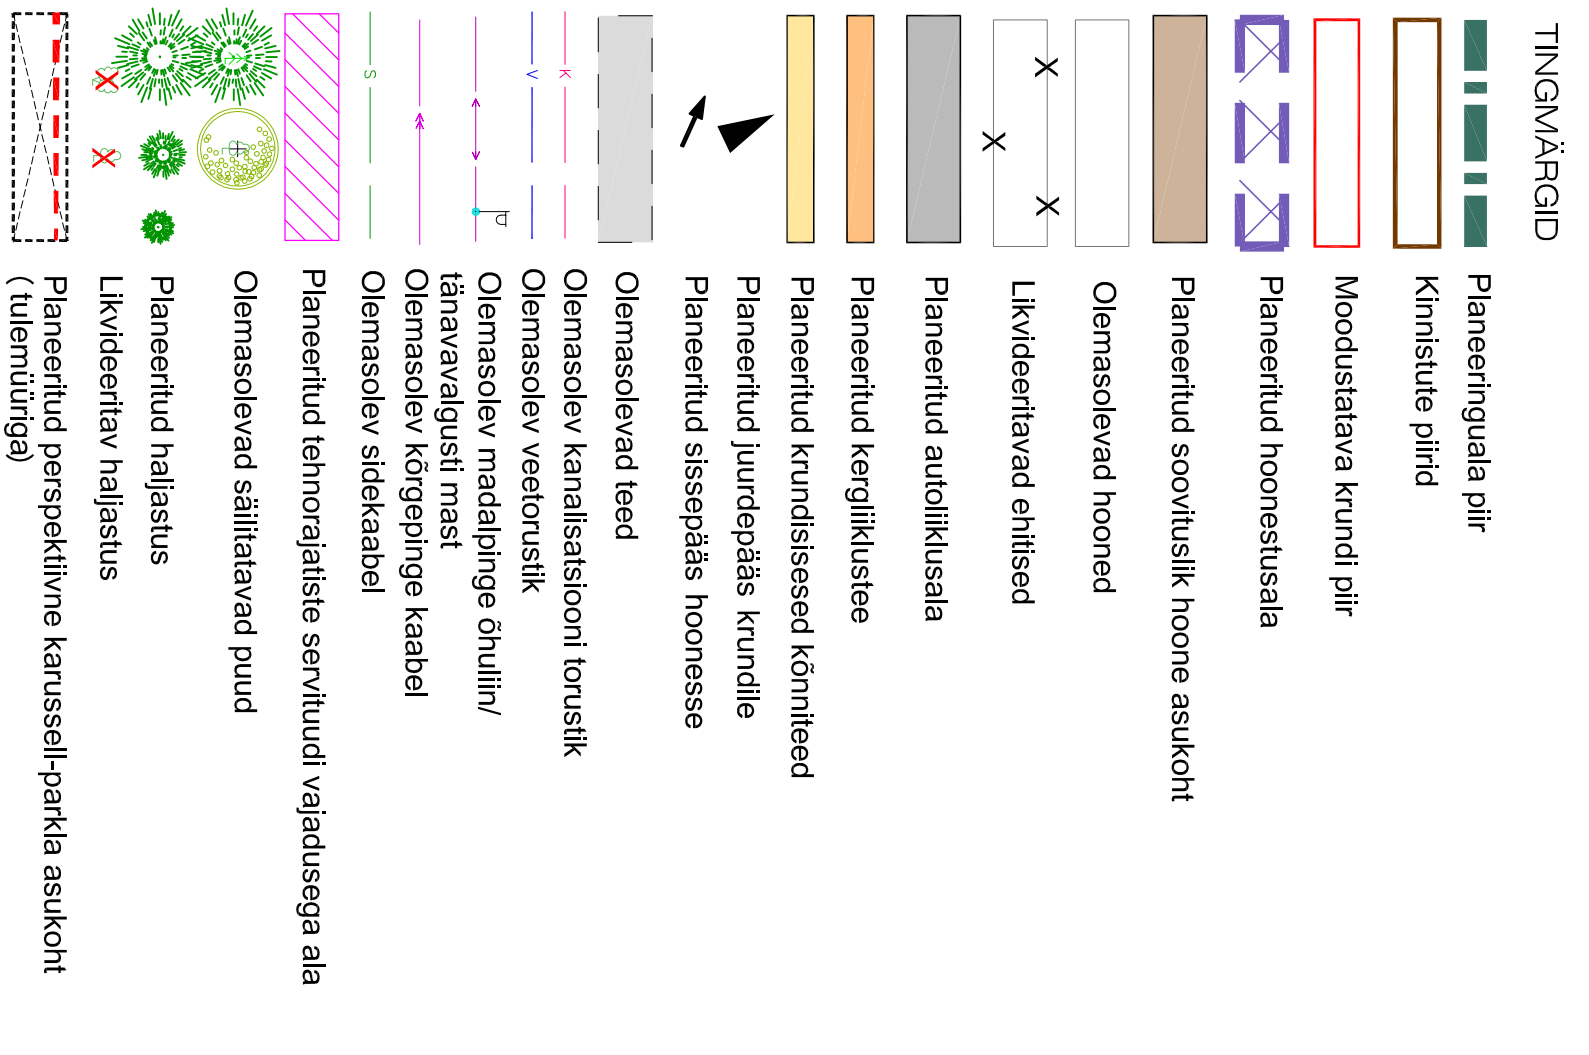 TINGMÄRGID
Planeeringuala piir
Kinnistute piirid
Moodustatava krundi piir
Planeeritud hoonestusala
Planeeritud soovituslik hoone asukoht
Olemasolevad hooned
X X X
Likvideeritavad ehitised
Planeeritud autoliiklusala
Planeeritud kergliiklustee
Planeeritud krundisisesed kõnniteed
Planeeritud juurdepääs krundile
Planeeritud sissepääs hoonesse
Olemasolevad teed
K
Olemasolev kanalisatsiooni torustik
V
Olemasolev veetorustik
Olemasolev madalpinge õhuliin/
tänavavalgusti mast
Olemasolev kõrgepinge kaabel
S
Olemasolev sidekaabel
Planeeritud tehnorajatiste servituudi vajadusega ala
Olemasolevad säilitatavad puud
Planeeritud haljastus
Likvideeritav haljastus
Planeeritud perspektiivne karussell-parkla asukoht
( tulemüüriga)